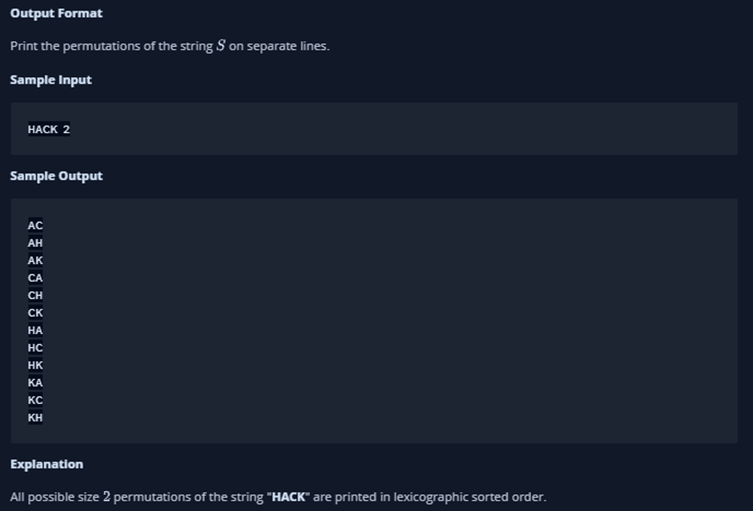 Output Format
Print the permutations of the string S on separate lines.
Sample Input
HACK 2
Sample Output
AC
AH
AK
CA
CH
CK
HA
HC
HK
KA
KC
KH
Explanation
All possible size 2 permutations of the string "HACK" are printed in lexicographic sorted order.